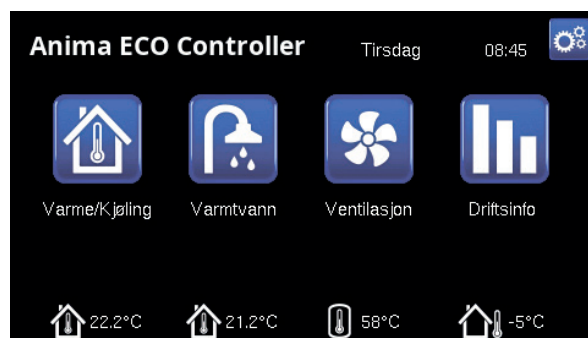 Anima ECO Controller Tirsdag 08:45
Varme/Kjøling Varmtvann Ventilasjon Driftsinfo
22.2°C 21.2°C 58°C -5°C